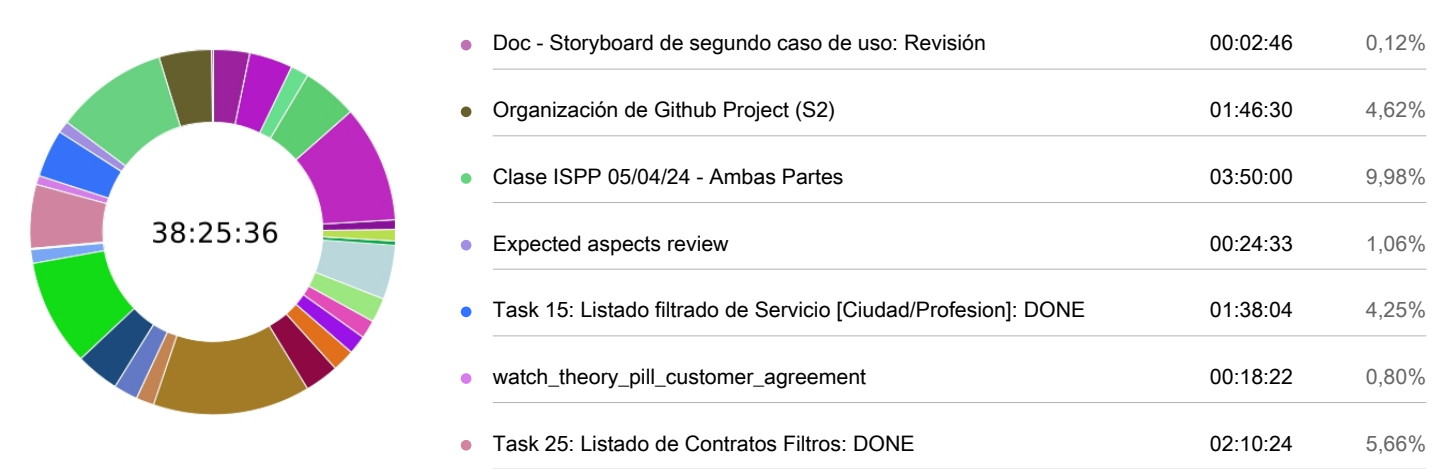 38:25:36
Doc - Storyboard de segundo caso de uso: Revisión 00:02:46 0,12%
Organización de Github Project (S2) 01:46:30 4,62%
Clase ISPP 05/04/24 - Ambas Partes 03:50:00 9,98%
Expected aspects review 00:24:33 1,06%
Task 15: Listado filtrado de Servicio [Ciudad/Profesion]: DONE 01:38:04 4,25%
watch_theory_pill_customer_agreement 00:18:22 0,80%
Task 25: Listado de Contratos Filtros: DONE 02:10:24 5,66%